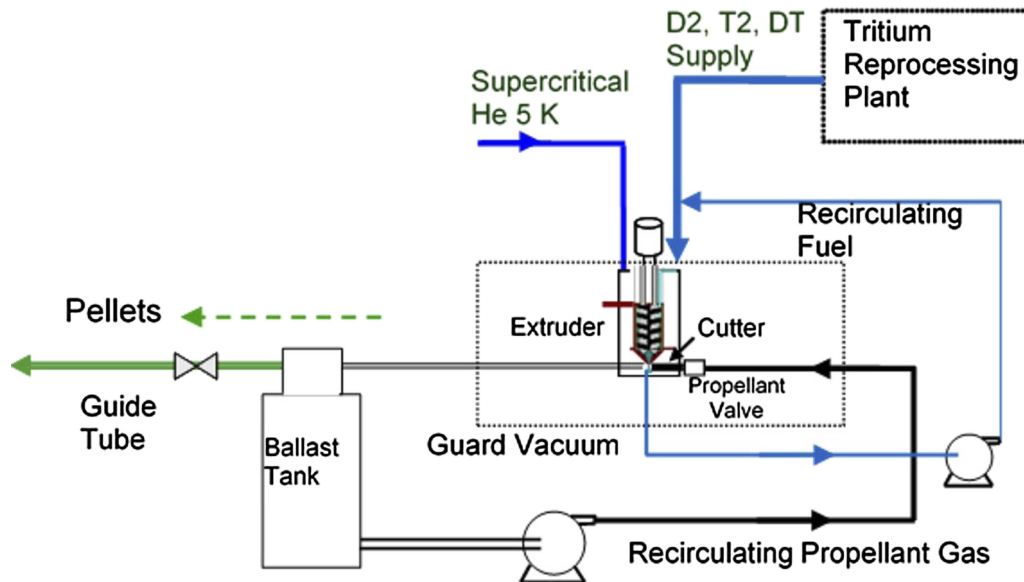 D2, T2, DT
Supply
Tritium
Reprocessing
Plant
Supercritical
He 5 K
Recirculating
Fuel
Pellets
Extruder
Cutter
Propellant
Valve
Guide
Tube
Ballast
Tank
Guard Vacuum
Recirculating Propellant Gas